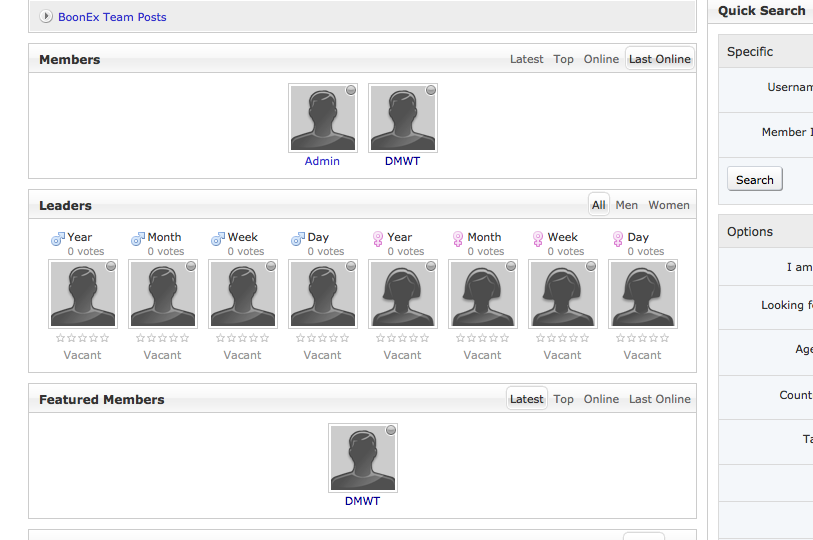 BoonEx Team Posts
Members
Latest Top Online Last Online
Admin
DMWT
Leaders
All Men Women
Year
0 votes
Month
0 votes
Week
0 votes
Day
0 votes
Year
0 votes
Month
0 votes
Week
0 votes
Day
0 votes
Vacant Vacant Vacant Vacant Vacant Vacant Vacant Vacant
Featured Members
Latest Top Online Last Online
DMWT
Quick Search
Specific
Usernam
Member I
Search
Options
I am
Looking fo
Age
Count
Ta